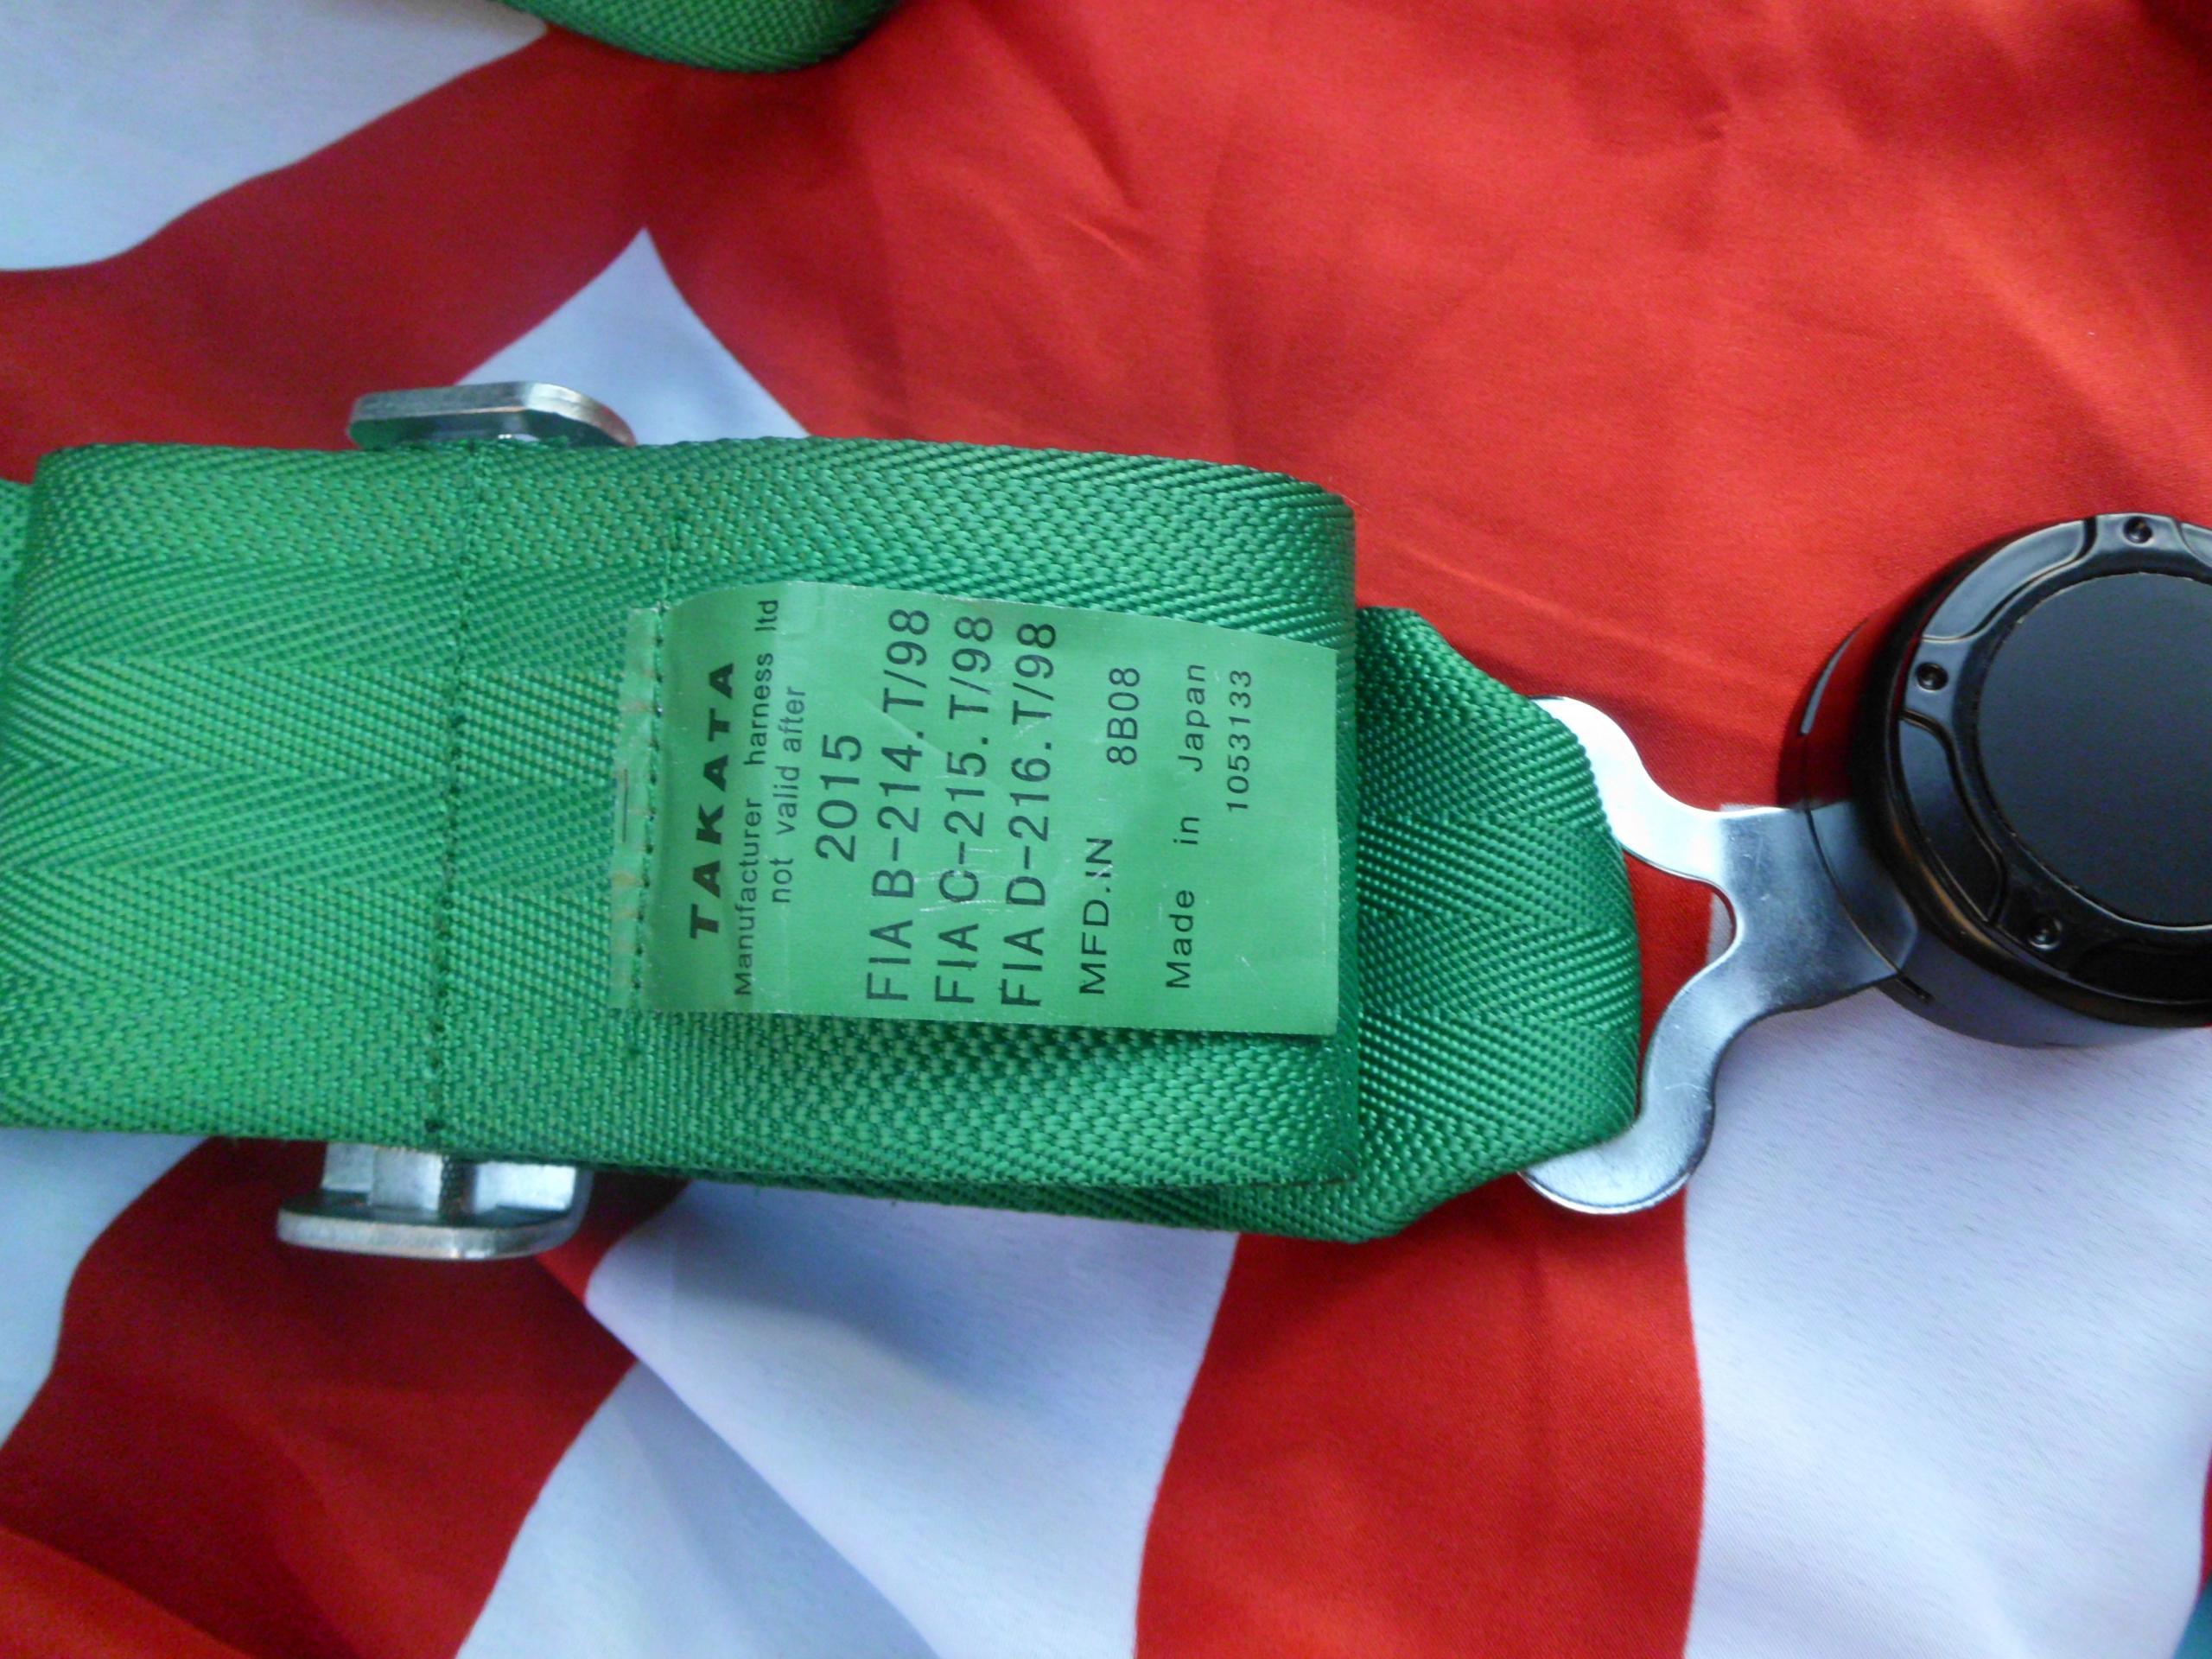 TAKATA
Manufacturer harness ltd
not valid after
2015
FIA B-214.T/98
FIA C-215.T/98
FIA D-216.T/98
MFD.IN 8B08
Made in Japan
1053133